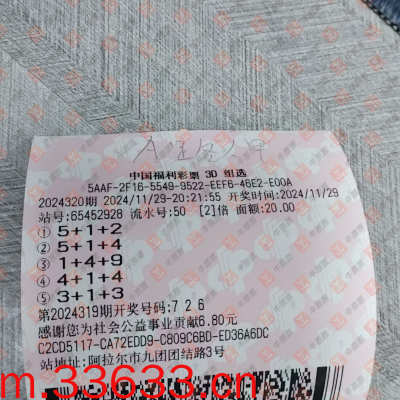 中国福利彩票 3D 组选
5AAF-2F16-5549-9522-EEF6-46E2-E00A
2024320期 2024/11/29-20:21:55 开奖时间:2024/11/29
站号:65452928 流水号:50 [2]倍 面额:20.00
① 5+1+2
② 5+1+4
③ 1+4+9
④ 4+1+4
⑤ 3+1+3
第2024319期开奖号码:7 2 6
感谢您为社会公益事业贡献6.80元
C2CD5117-CA72EDD9-C809C6BD-ED36A6DC
站地址:阿拉尔市九团团结路3号
m.33633.cn